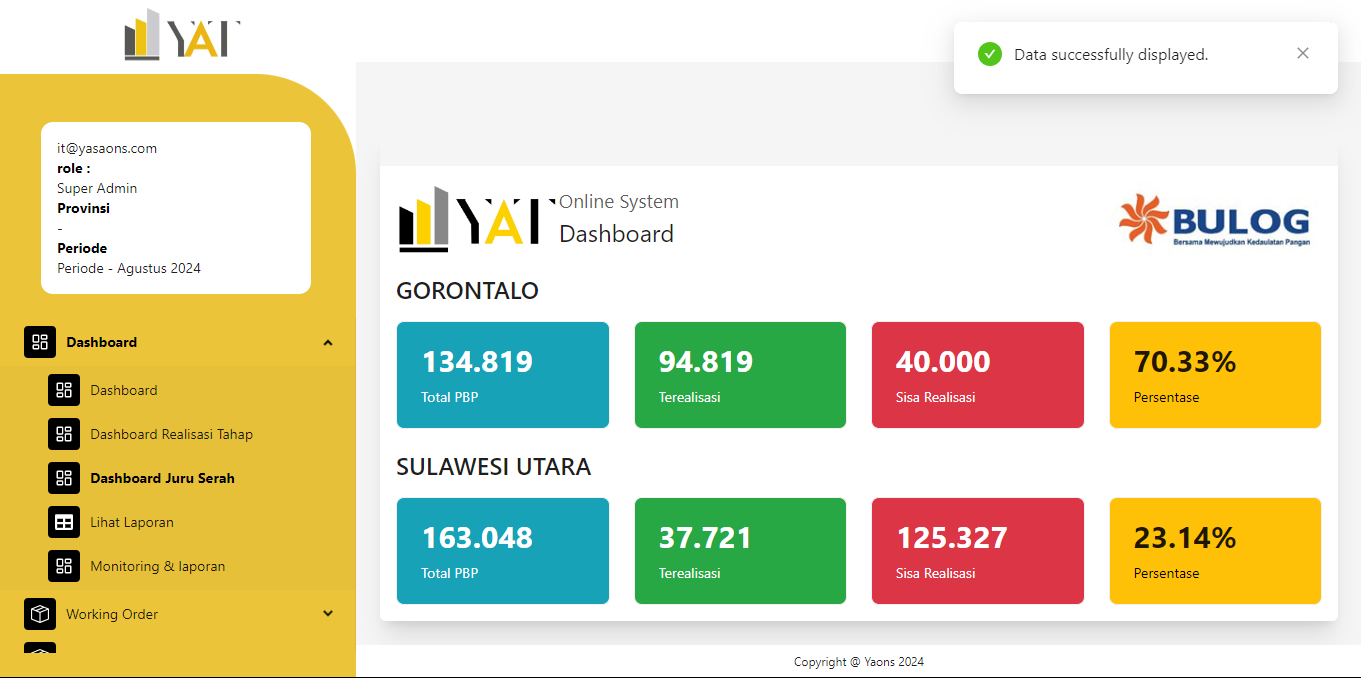 YAT
Data successfully displayed.
it@yasaons.com
role :
Super Admin
Provinsi
-
Periode
Periode - Agustus 2024
Dashboard
Dashboard
Dashboard Realisasi Tahap
Dashboard Juru Serah
Lihat Laporan
Monitoring & laporan
Working Order
YAT
Online System
Dashboard
BULOG
Bersama Mewujudkan Kedaulatan Pangan
GORONTALO
134.819
Total PBP
94.819
Terealisasi
40.000
Sisa Realisasi
70.33%
Persentase
SULAWESI UTARA
163.048
Total PBP
37.721
Terealisasi
125.327
Sisa Realisasi
23.14%
Persentase
Copyright @ Yaons 2024